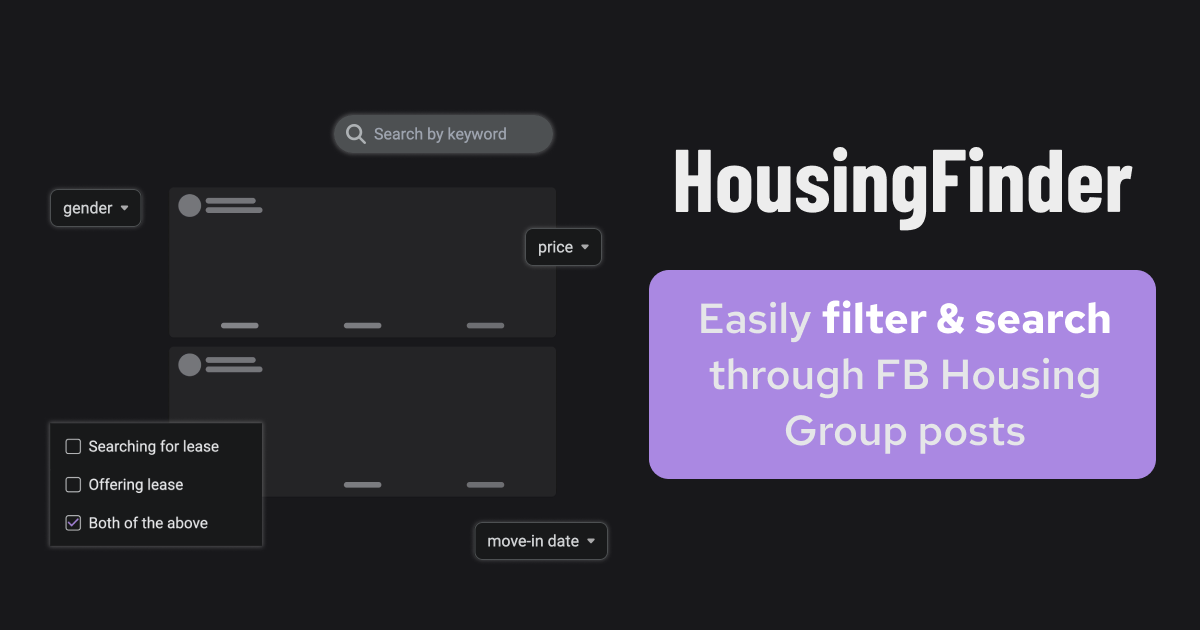 Search by keyword
gender
price
Searching for lease
Offering lease
Both of the above
move-in date
HousingFinder
Easily filter & search
through FB Housing
Group posts